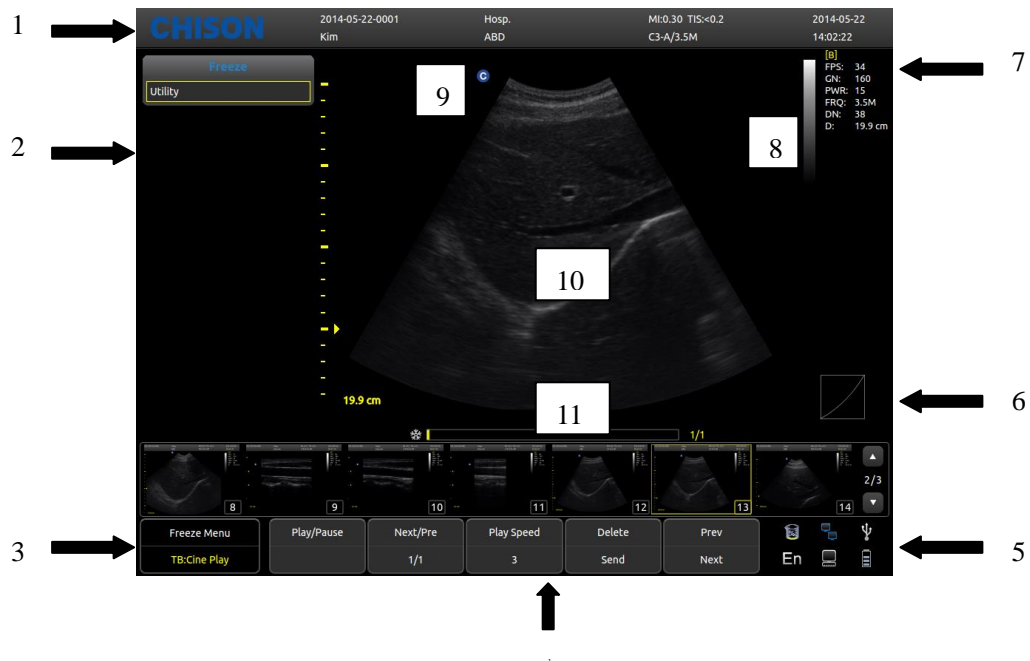 1
CHISON
2014-05-22-0001 Hosp. MI:0.30 TIS:<0.2 2014-05-22
Kim ABD C3-A/3.5M 14:02:22
7
[B]
FPS: 34
GN: 160
PWR: 15
FRQ: 3.5M
DN: 38
D: 19.9 cm
Freeze
Utility
C
9
2
8
10
6
19.9 cm
11
1/1
8 9 10 11 12 13 14
2/3
3
Freeze Menu Play/Pause Next/Pre Play Speed Delete Prev
TB:Cine Play 1/1 3 Send Next
En
5